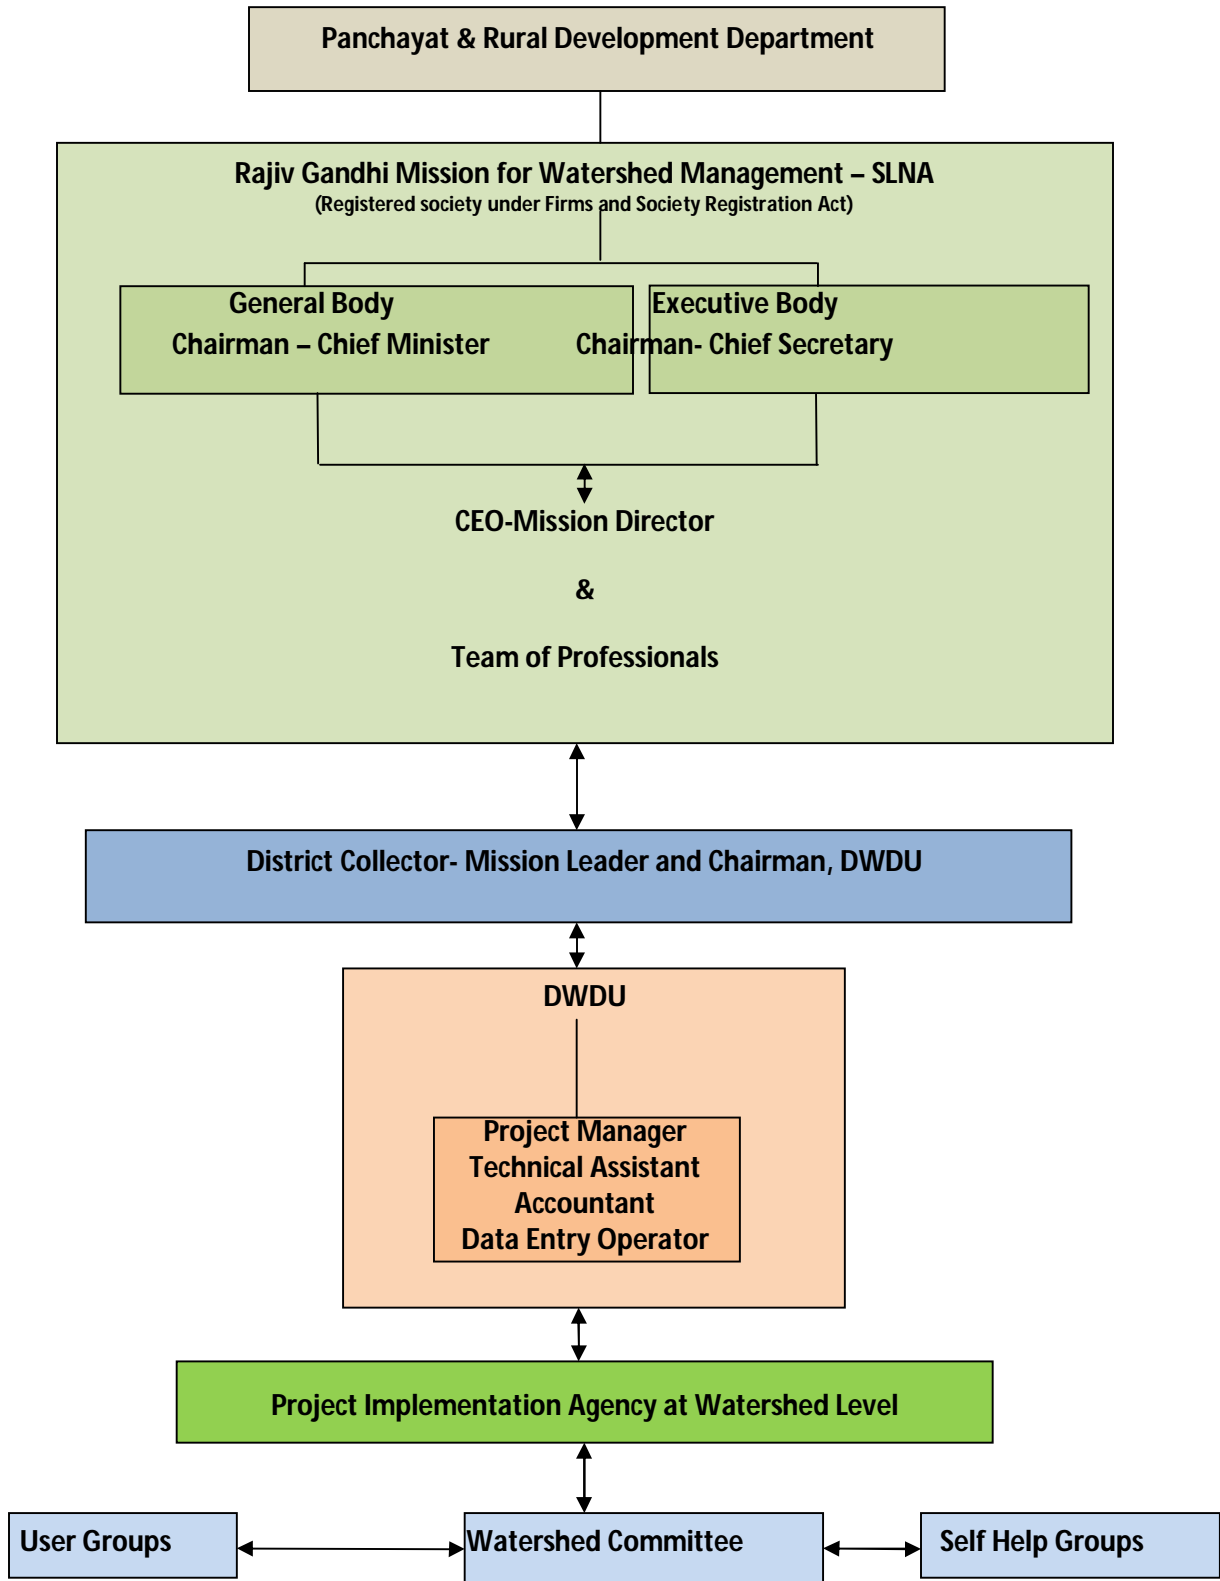 Panchayat & Rural Development Department
Rajiv Gandhi Mission for Watershed Management – SLNA
(Registered society under Firms and Society Registration Act)
General Body
Chairman – Chief Minister
Executive Body
Chairman- Chief Secretary
CEO-Mission Director
&
Team of Professionals
District Collector- Mission Leader and Chairman, DWDU
DWDU
Project Manager
Technical Assistant
Accountant
Data Entry Operator
Project Implementation Agency at Watershed Level
User Groups
Watershed Committee
Self Help Groups